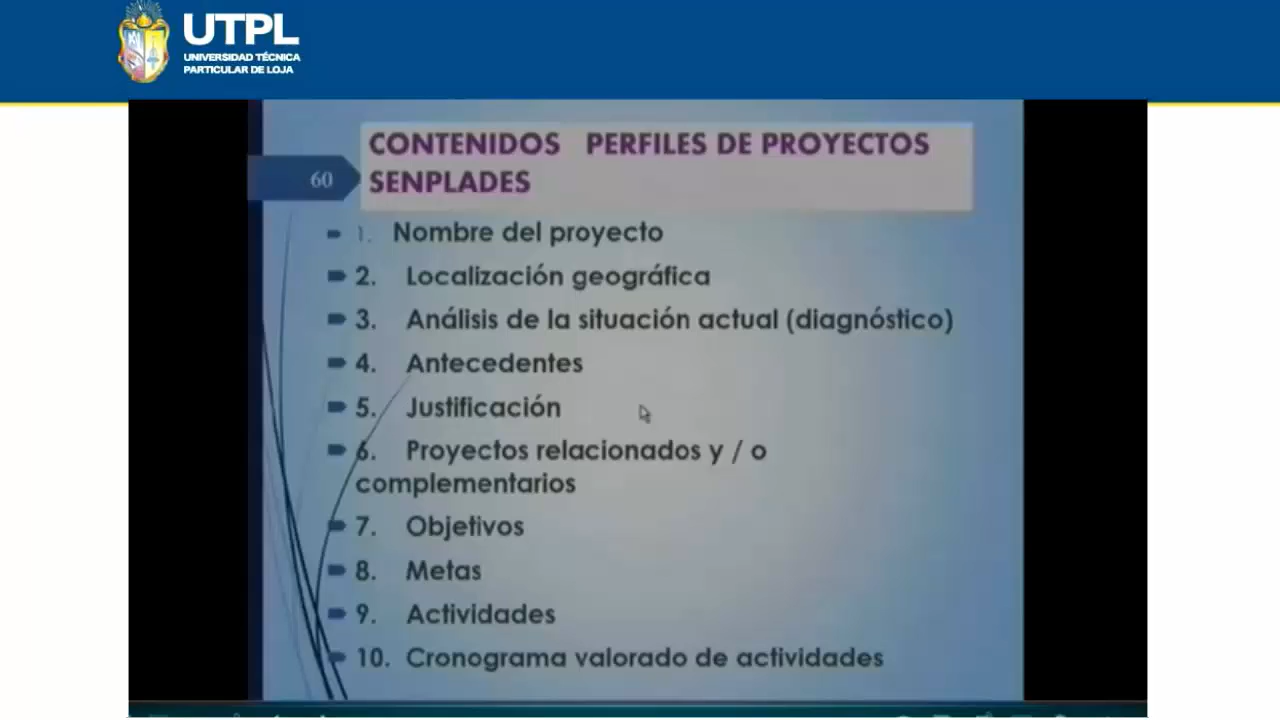 UTPL
UNIVERSIDAD TÉCNICA
PARTICULAR DE LOJA
CONTENIDOS PERFILES DE PROYECTOS
SENPLADES
60
1. Nombre del proyecto
2. Localización geográfica
3. Análisis de la situación actual (diagnóstico)
4. Antecedentes
5. Justificación
6. Proyectos relacionados y / o
complementarios
7. Objetivos
8. Metas
9. Actividades
10. Cronograma valorado de actividades